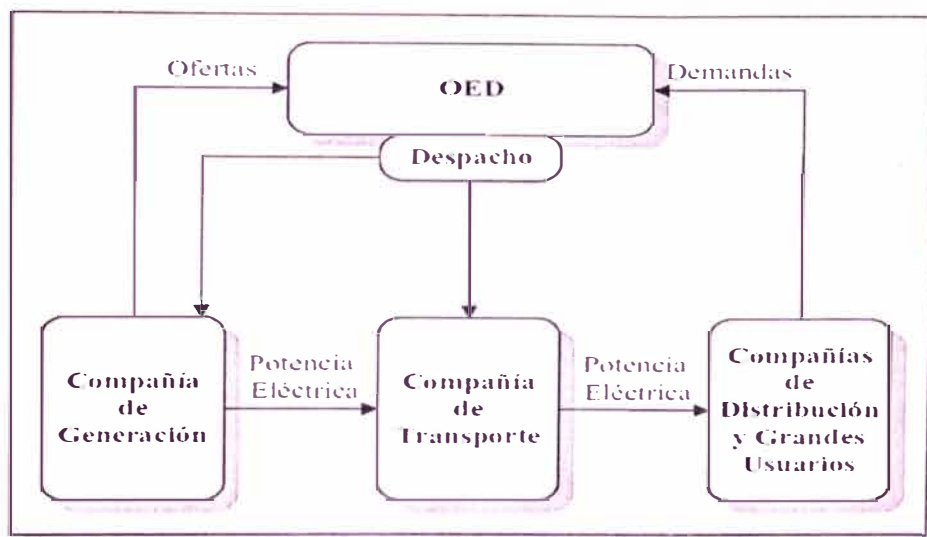 Ofertas
OED
Demandas
Despacho
Compañía
de
Generación
Potencia
Eléctrica
Compañía
de
Transporte
Potencia
Eléctrica
Compañías
de
Distribución
y Grandes
Usuarios